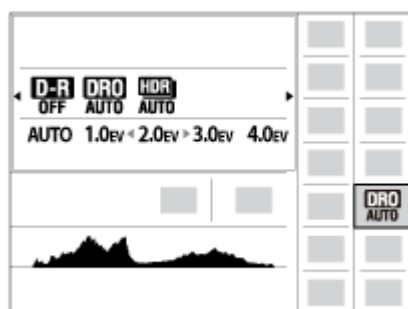 D-R DRO HDR
OFF AUTO AUTO
AUTO 1.0EV 2.0EV 3.0EV 4.0EV
DRO
AUTO